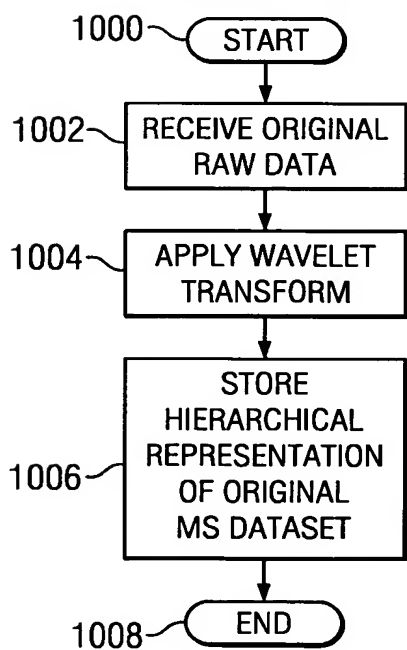 1000
START
1002
RECEIVE ORIGINAL
RAW DATA
1004
APPLY WAVELET
TRANSFORM
1006
STORE
HIERARCHICAL
REPRESENTATION
OF ORIGINAL
MS DATASET
1008
END